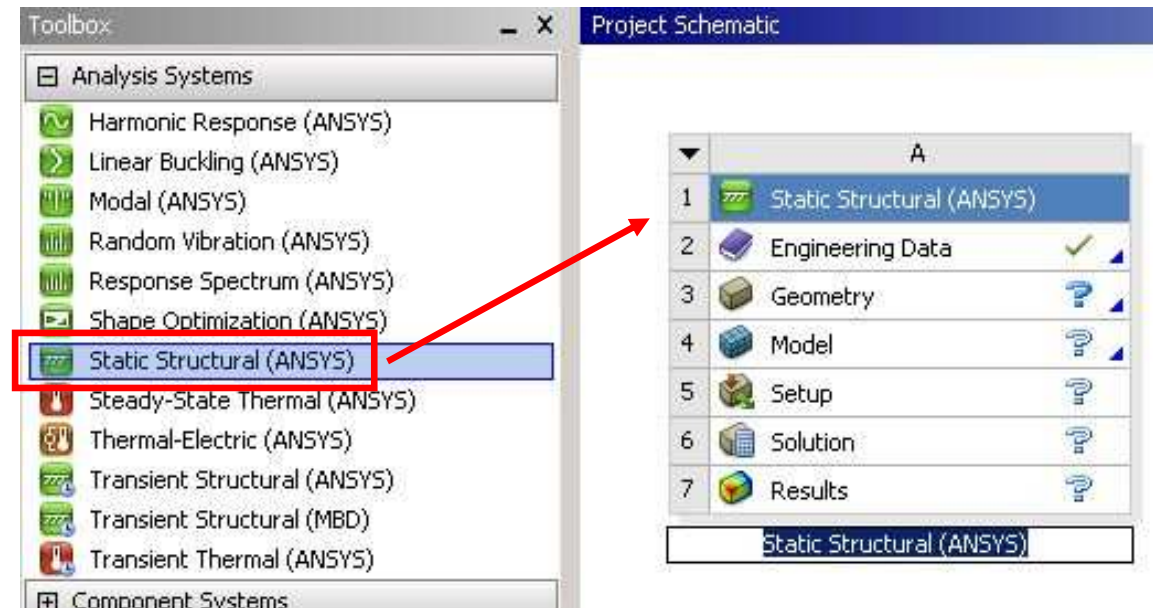 Toolbox
Analysis Systems
Harmonic Response (ANSYS)
Linear Buckling (ANSYS)
Modal (ANSYS)
Random Vibration (ANSYS)
Response Spectrum (ANSYS)
Shape Optimization (ANSYS)
Static Structural (ANSYS)
Steady-State Thermal (ANSYS)
Thermal-Electric (ANSYS)
Transient Structural (ANSYS)
Transient Structural (MBD)
Transient Thermal (ANSYS)
Component Systems
Project Schematic
A
1 Static Structural (ANSYS)
2 Engineering Data
3 Geometry ?
4 Model ?
5 Setup ?
6 Solution ?
7 Results ?
Static Structural (ANSYS)